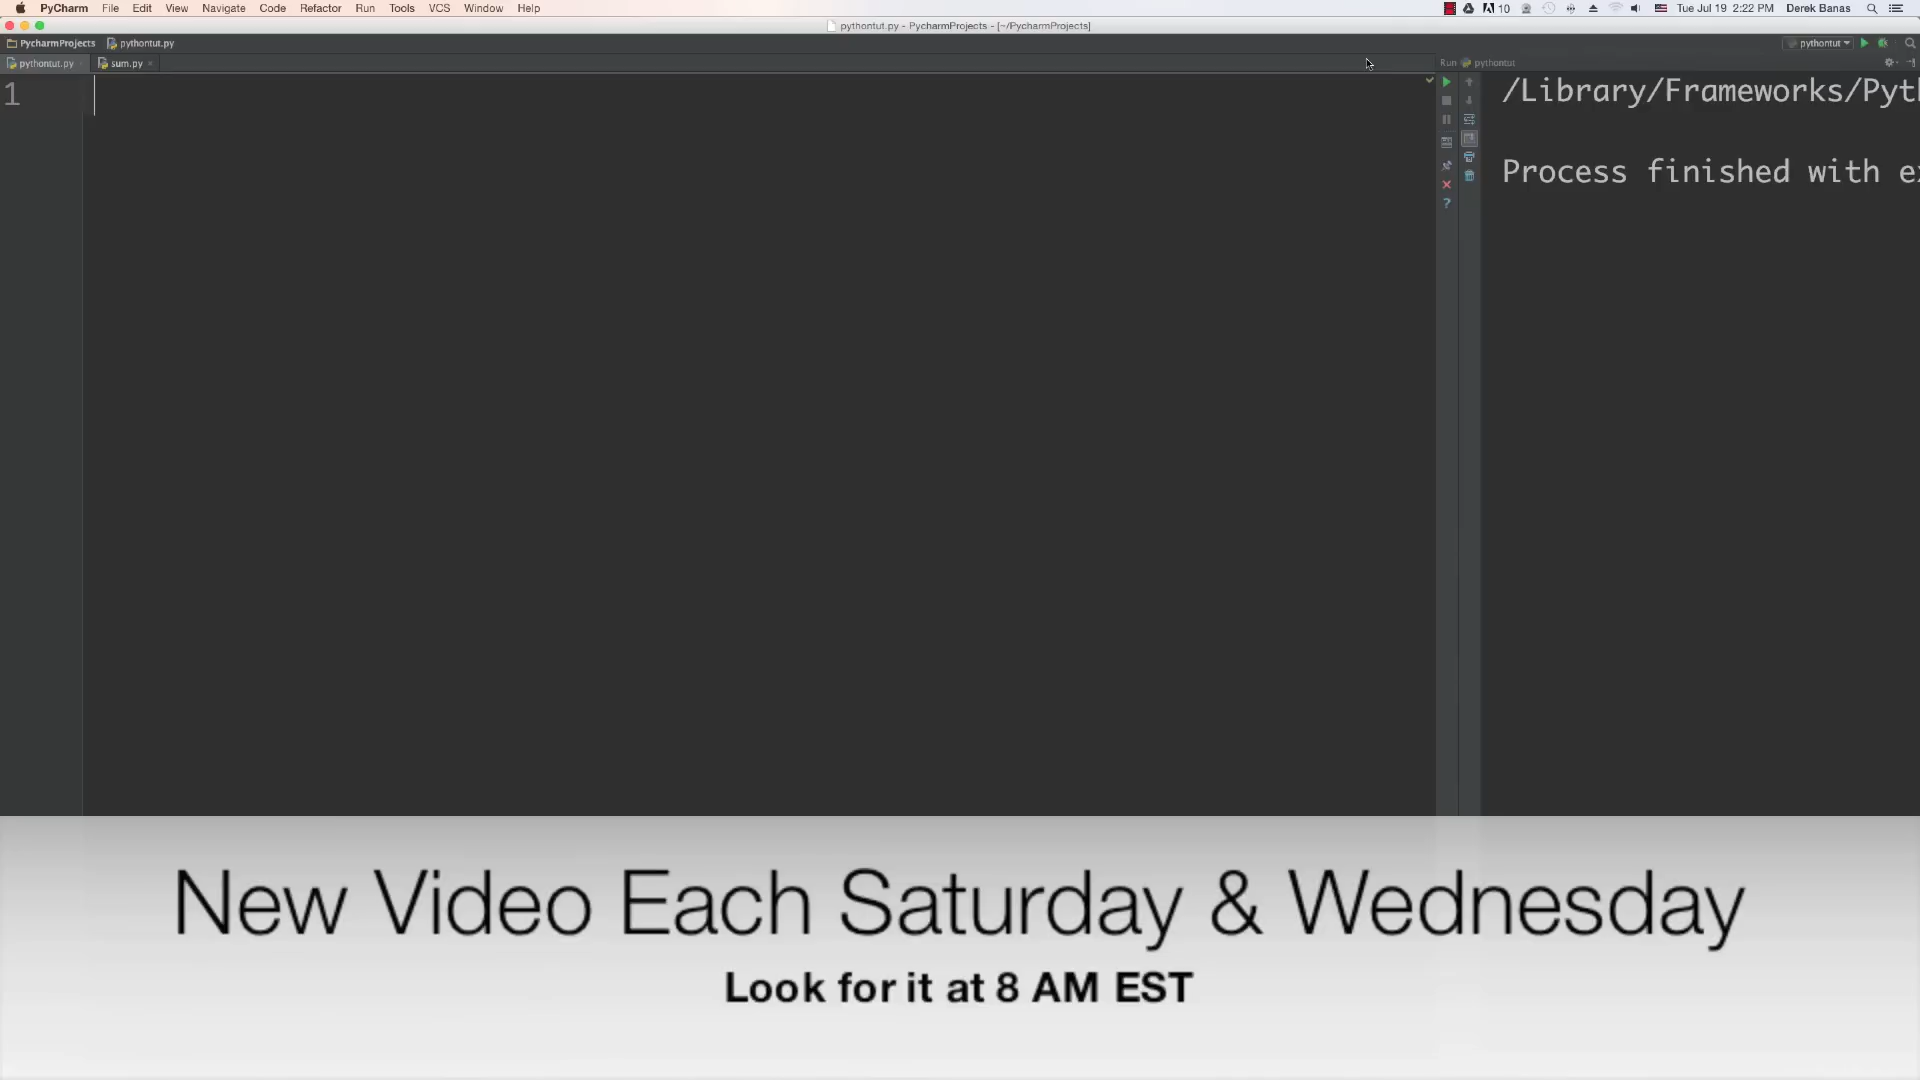 PyCharm File Edit View Navigate Code Refactor Run Tools VCS Window Help 10 Tue Jul 19 2:22 PM Derek Banas
pythontut.py - PycharmProjects - [~/PycharmProjects]
PycharmProjects pythontut.py pythontut
pythontut.py sum.py Run pythontut
1 /Library/Frameworks/Pyt
Process finished with ex
?
New Video Each Saturday & Wednesday
Look for it at 8 AM EST